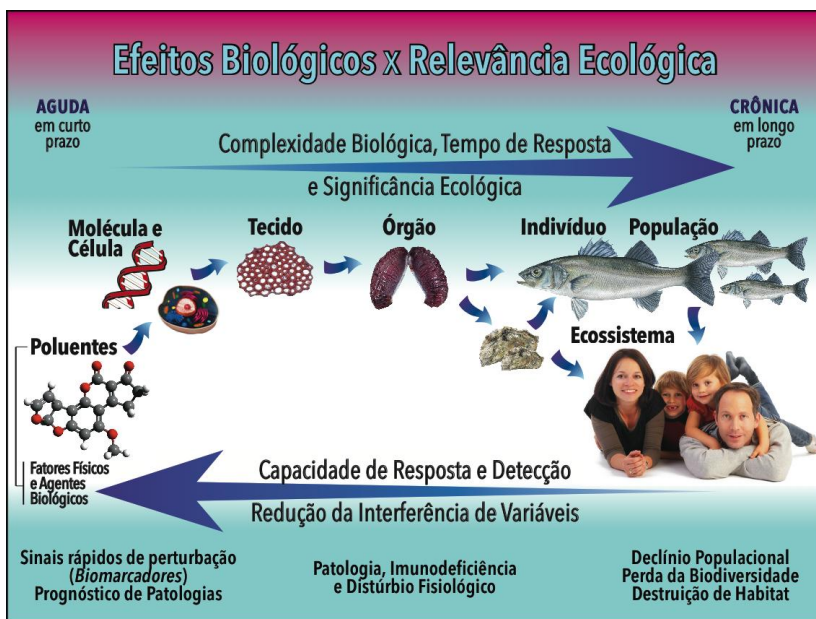 Efeitos Biológicos x Relevância Ecológica
AGUDA
em curto
prazo
CRÔNICA
em longo
prazo
Complexidade Biológica, Tempo de Resposta
e Significância Ecológica
Molécula e
Célula
Tecido
Órgão
Indivíduo
População
Ecossistema
Poluentes
Fatores Físicos
e Agentes
Biológicos
Capacidade de Resposta e Detecção
Redução da Interferência de Variáveis
Sinais rápidos de perturbação
(Biomarcadores)
Prognóstico de Patologias
Patologia, Imunodeficiência
e Distúrbio Fisiológico
Declínio Populacional
Perda da Biodiversidade
Destruição de Habitat